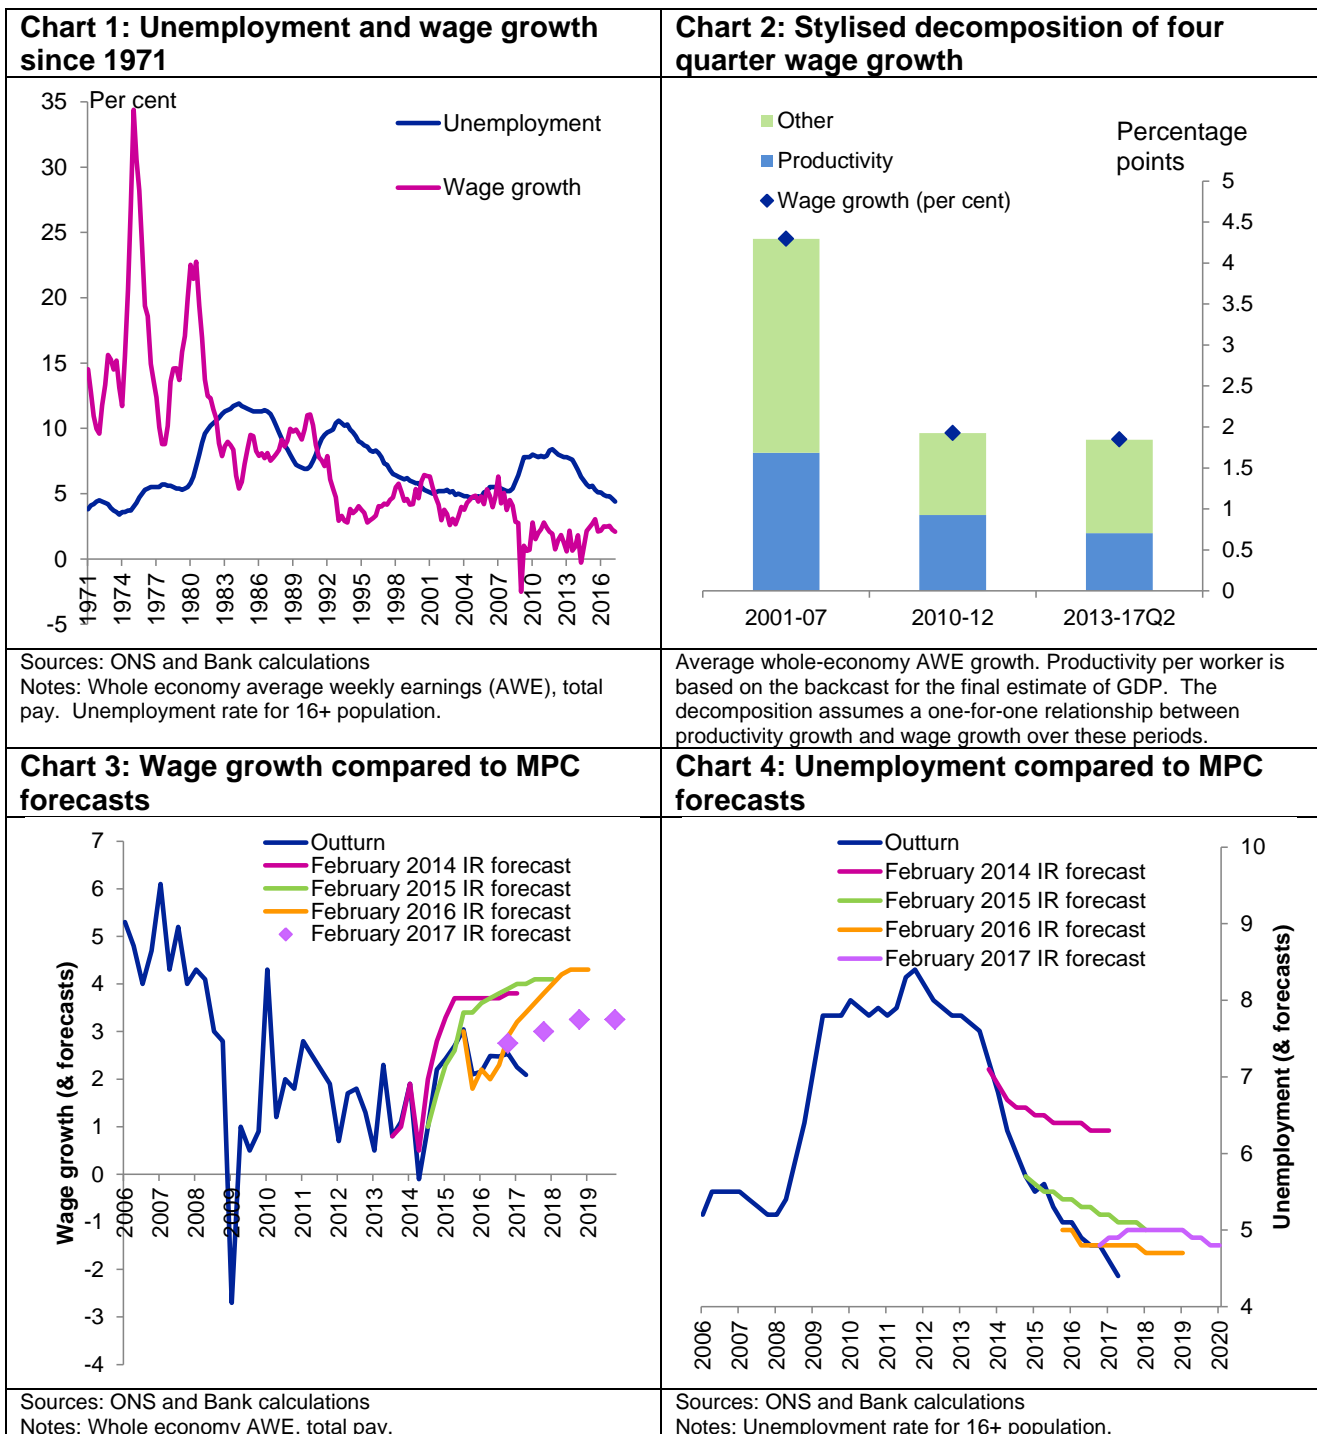 Chart 1: Unemployment and wage growth
since 1971
Per cent
35
30
25
20
15
10
5
0
-5
Unemployment
Wage growth
1971
1974
1977
1980
1983
1986
1989
1992
1995
1998
2001
2004
2007
2010
2013
2016
Sources: ONS and Bank calculations
Notes: Whole economy average weekly earnings (AWE), total
pay. Unemployment rate for 16+ population.
Chart 2: Stylised decomposition of four
quarter wage growth
Other
Productivity
Wage growth (per cent)
Percentage
points
5
4.5
4
3.5
3
2.5
2
1.5
1
0.5
0
2001-07
2010-12
2013-17Q2
Average whole-economy AWE growth. Productivity per worker is
based on the backcast for the final estimate of GDP. The
decomposition assumes a one-for-one relationship between
productivity growth and wage growth over these periods.
Chart 3: Wage growth compared to MPC
forecasts
Outturn
February 2014 IR forecast
February 2015 IR forecast
February 2016 IR forecast
February 2017 IR forecast
Wage growth (& forecasts)
7
6
5
4
3
2
1
0
-1
-2
-3
-4
2006
2007
2008
2009
2010
2011
2012
2013
2014
2015
2016
2017
2018
2019
Sources: ONS and Bank calculations
Notes: Whole economy AWE, total pay.
Chart 4: Unemployment compared to MPC
forecasts
Outturn
February 2014 IR forecast
February 2015 IR forecast
February 2016 IR forecast
February 2017 IR forecast
10
9
8
7
6
5
4
Unemployment (& forecasts)
2006
2007
2008
2009
2010
2011
2012
2013
2014
2015
2016
2017
2018
2019
2020
Sources: ONS and Bank calculations
Notes: Unemployment rate for 16+ population.